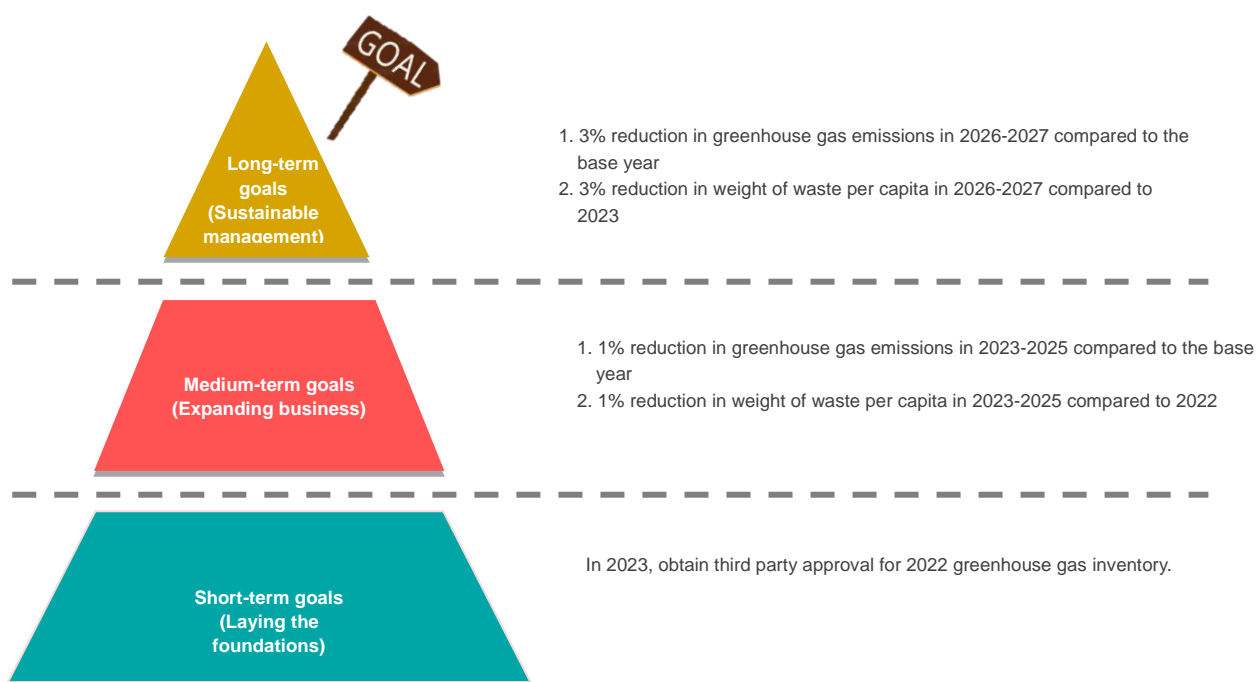 GOAL
Long-term
goals
(Sustainable
management)
1. 3% reduction in greenhouse gas emissions in 2026-2027 compared to the
base year
2. 3% reduction in weight of waste per capita in 2026-2027 compared to
2023
Medium-term goals
(Expanding business)
1. 1% reduction in greenhouse gas emissions in 2023-2025 compared to the base
year
2. 1% reduction in weight of waste per capita in 2023-2025 compared to 2022
Short-term goals
(Laying the
foundations)
In 2023, obtain third party approval for 2022 greenhouse gas inventory.